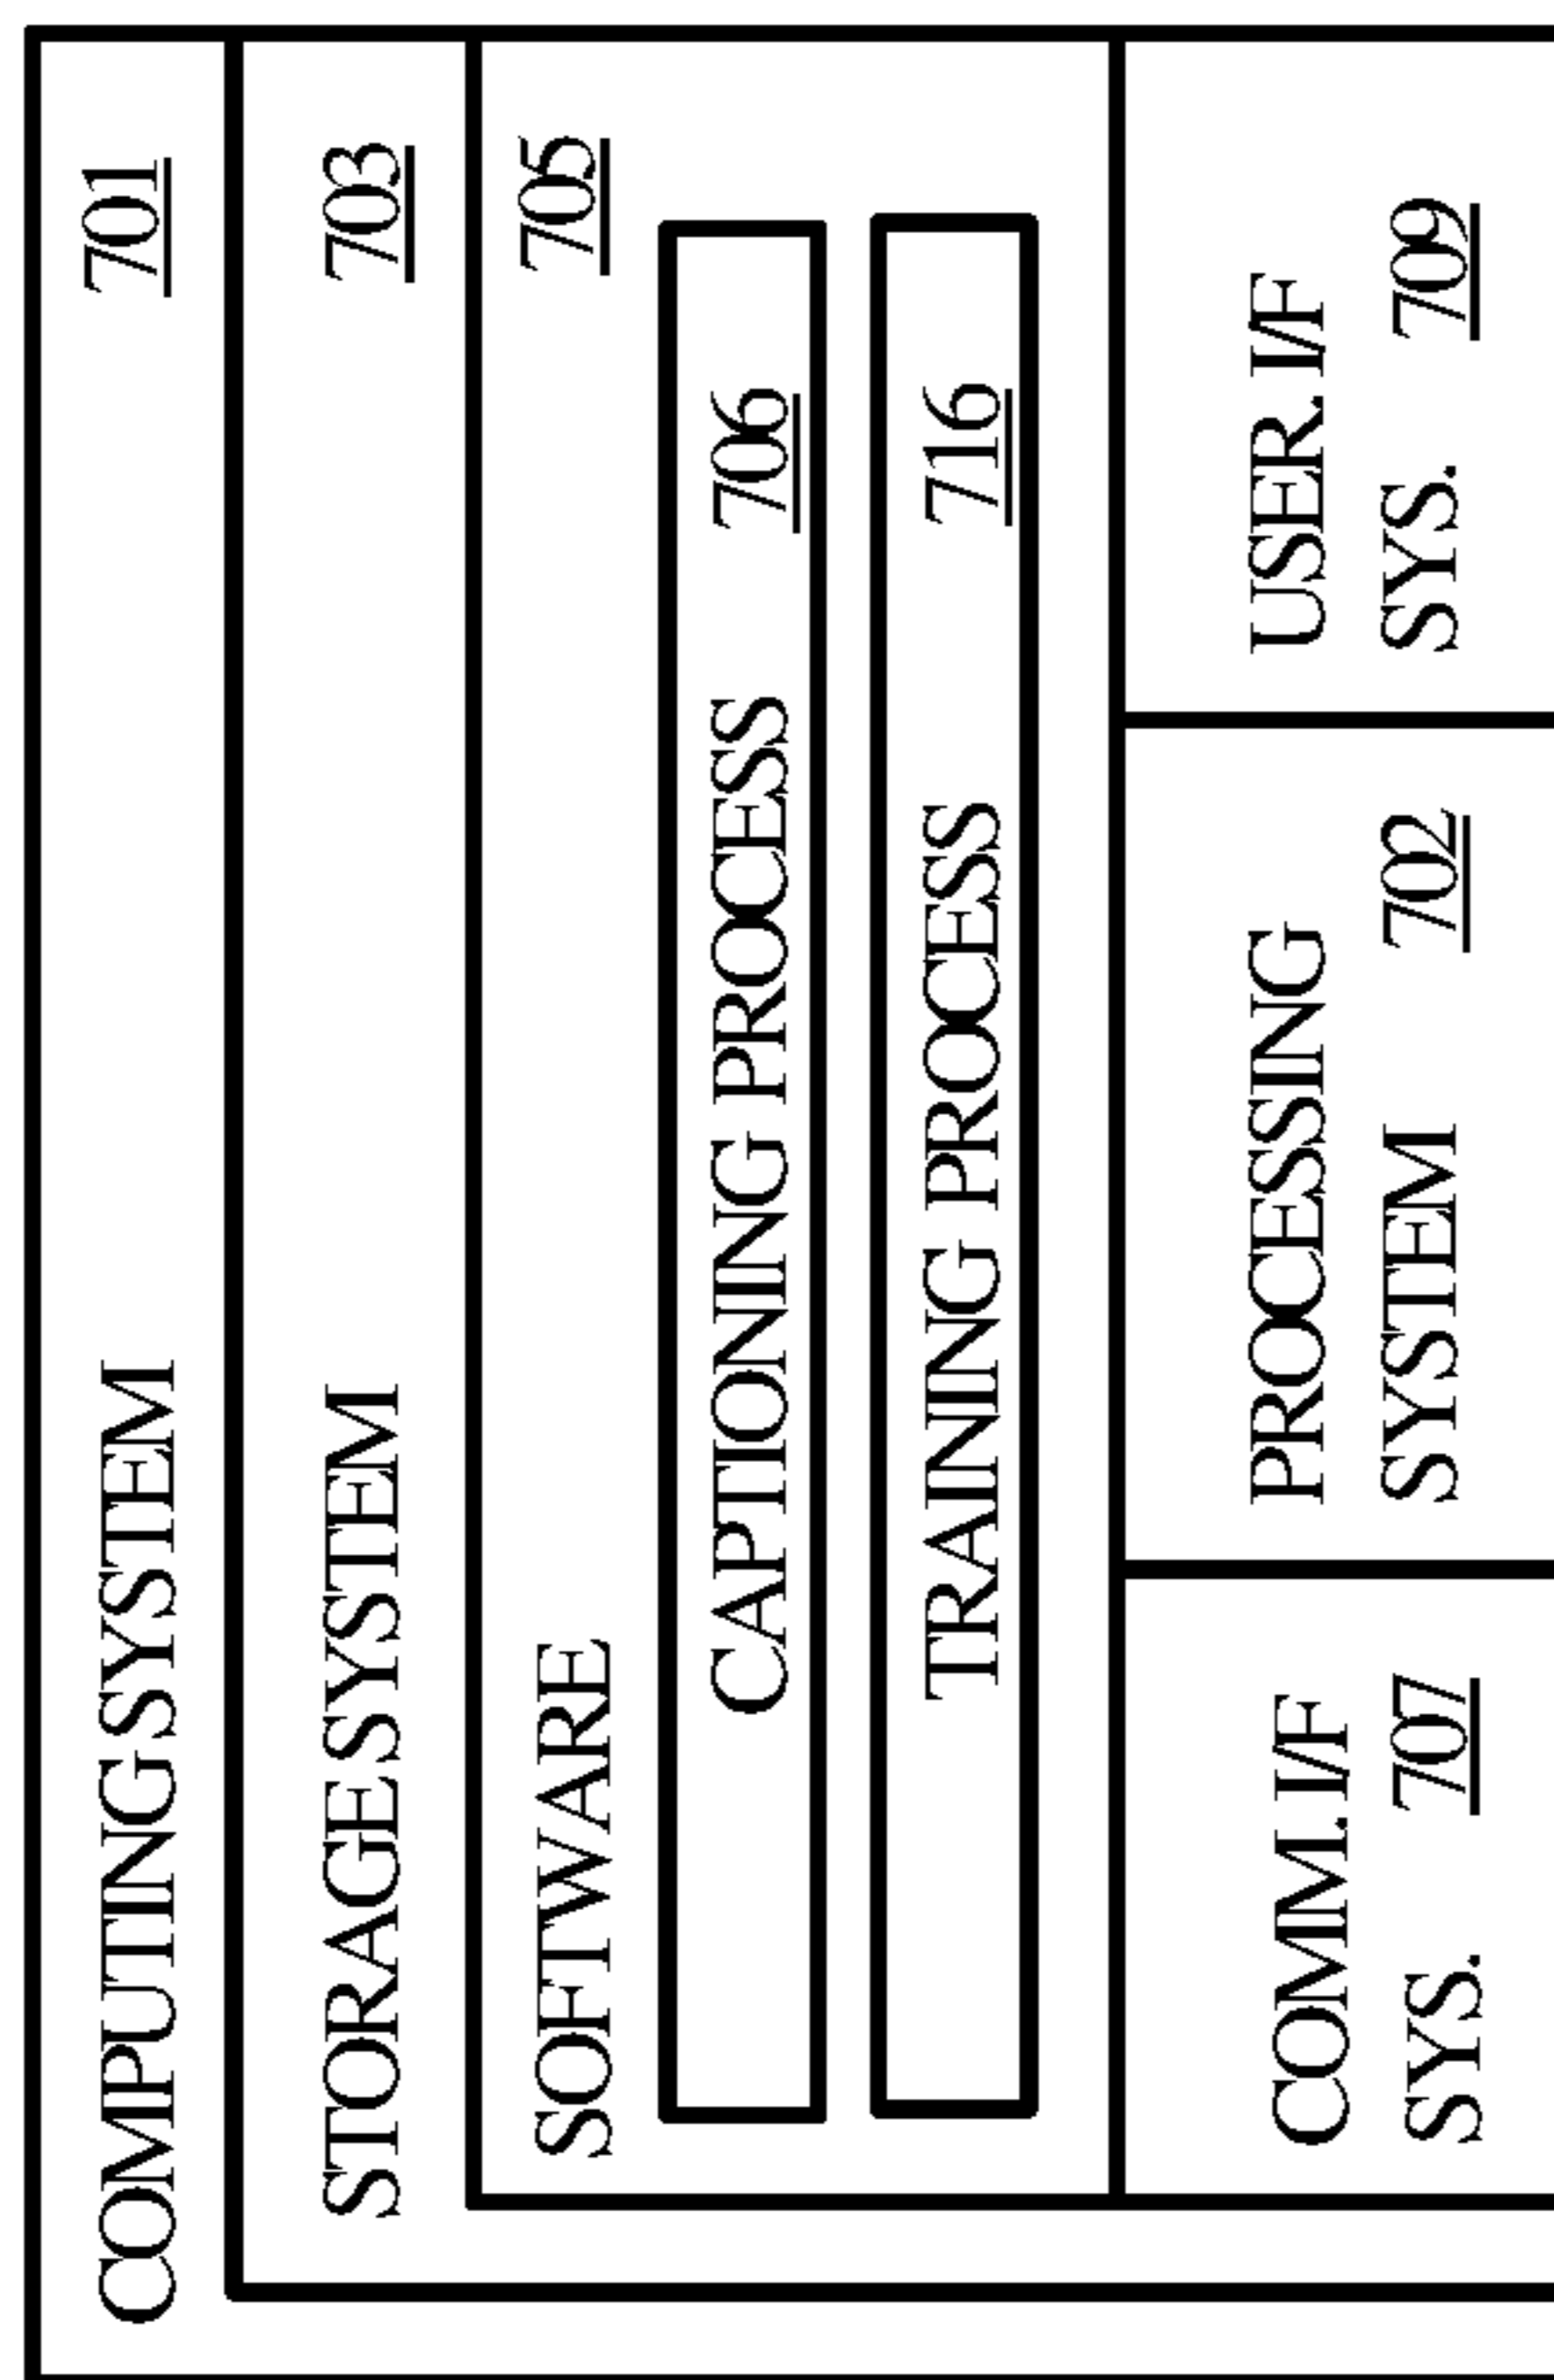 COMPUTING SYSTEM 701
STORAGE SYSTEM 703
SOFTWARE 705
CAPTIONING PROCESS 706
TRAINING PROCESS 716
COMM. I/F
SYS. 707
PROCESSING
SYSTEM 702
USER. I/F
SYS. 709